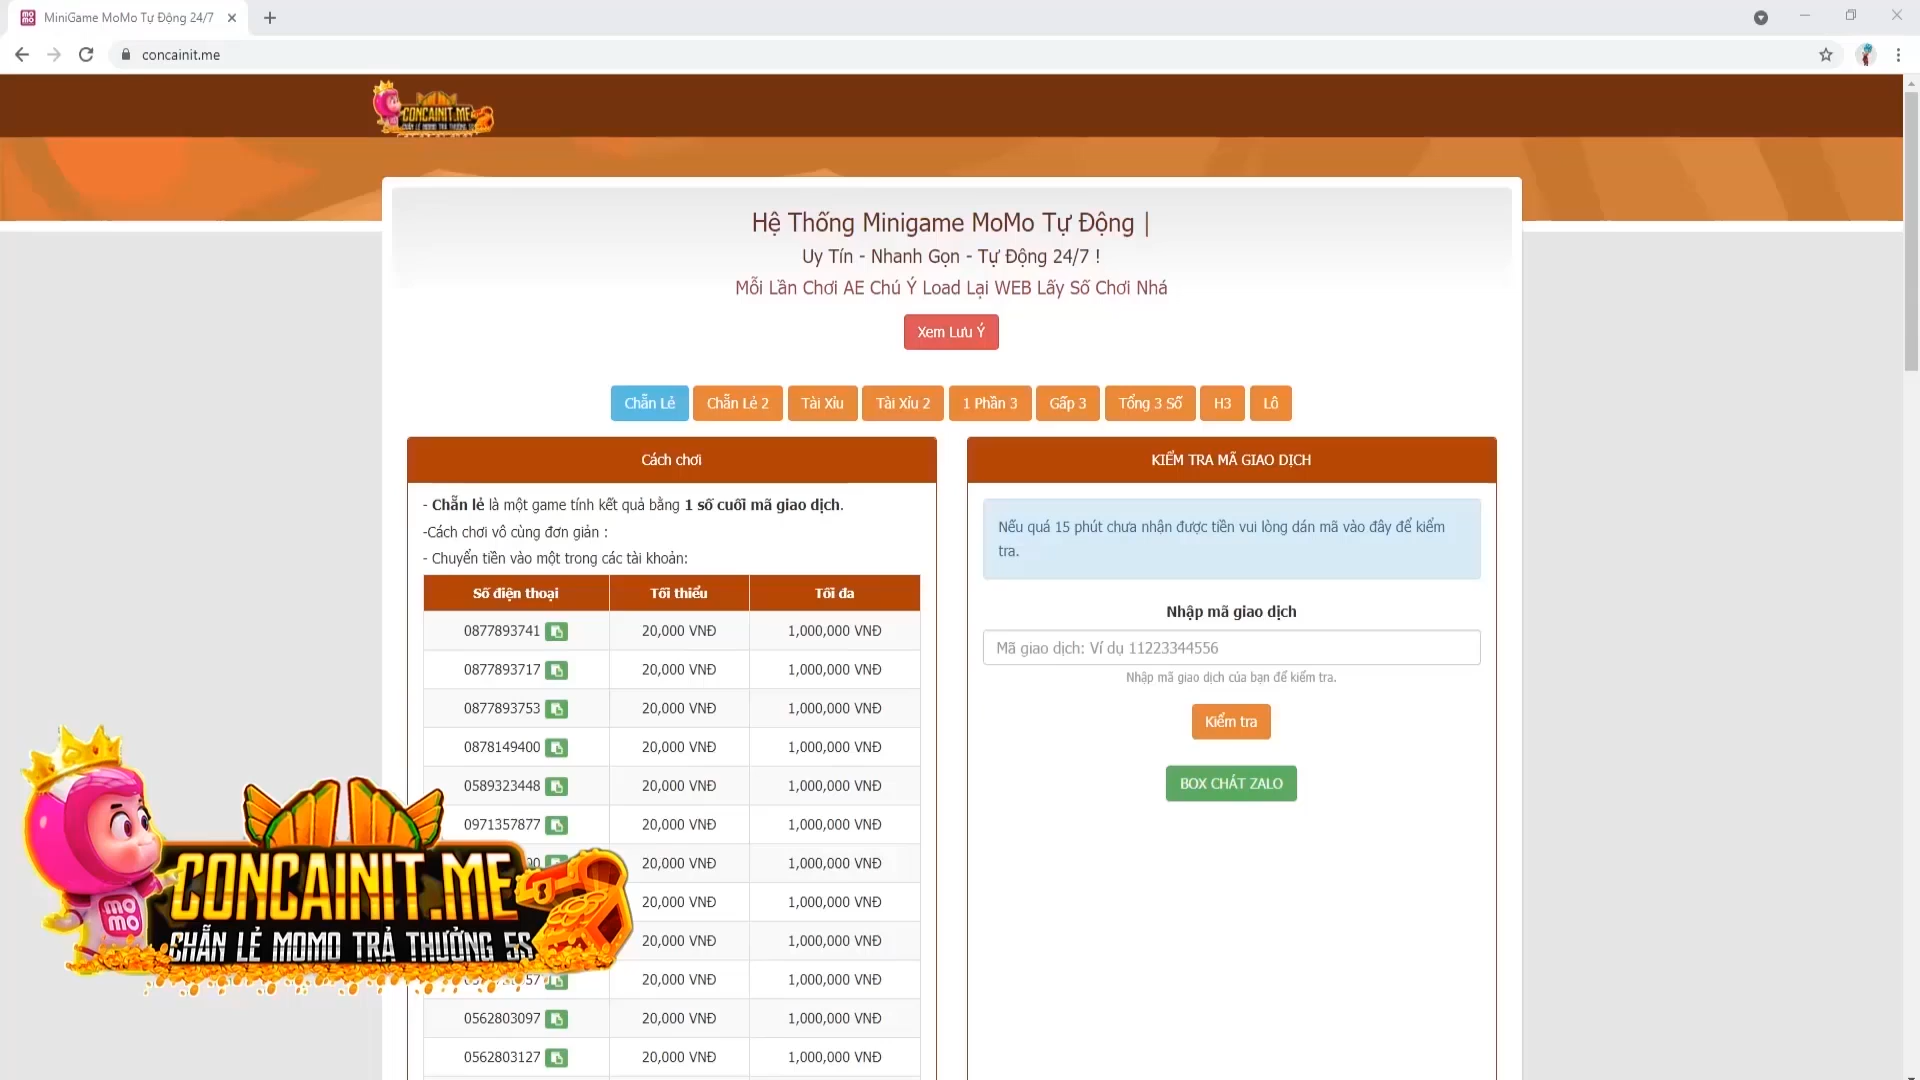 MiniGame MoMo Tự Động 24/7
concainit.me
CONCAINIT.ME
Hệ Thống Minigame MoMo Tự Động |
Uy Tín - Nhanh Gọn - Tự Động 24/7 !
Mỗi Lần Chơi AE Chú Ý Load Lại WEB Lấy Số Chơi Nhá
Xem Lưu Ý
Chẵn Lẻ Chẵn Lẻ 2 Tài Xỉu Tài Xỉu 2 1 Phần 3 Gấp 3 Tổng 3 Số H3 Lô
Cách chơi
- Chẵn lẻ là một game tính kết quả bằng 1 số cuối mã giao dịch.
-Cách chơi vô cùng đơn giản :
- Chuyển tiền vào một trong các tài khoản:
Số điện thoại Tối thiểu Tối đa
0877893741 20,000 VNĐ 1,000,000 VNĐ
0877893717 20,000 VNĐ 1,000,000 VNĐ
0877893753 20,000 VNĐ 1,000,000 VNĐ
0878149400 20,000 VNĐ 1,000,000 VNĐ
0589323448 20,000 VNĐ 1,000,000 VNĐ
0971357877 20,000 VNĐ 1,000,000 VNĐ
20,000 VNĐ 1,000,000 VNĐ
20,000 VNĐ 1,000,000 VNĐ
20,000 VNĐ 1,000,000 VNĐ
20,000 VNĐ 1,000,000 VNĐ
0562803097 20,000 VNĐ 1,000,000 VNĐ
0562803127 20,000 VNĐ 1,000,000 VNĐ
KIỂM TRA MÃ GIAO DỊCH
Nếu quá 15 phút chưa nhận được tiền vui lòng dán mã vào đây để kiểm
tra.
Nhập mã giao dịch
Mã giao dịch: Ví dụ 11223344556
Nhập mã giao dịch của bạn để kiểm tra.
Kiểm tra
BOX CHÁT ZALO
mo
mo
CONCAINIT.ME
CHẴN LẺ MOMO TRẢ THƯỞNG 5S